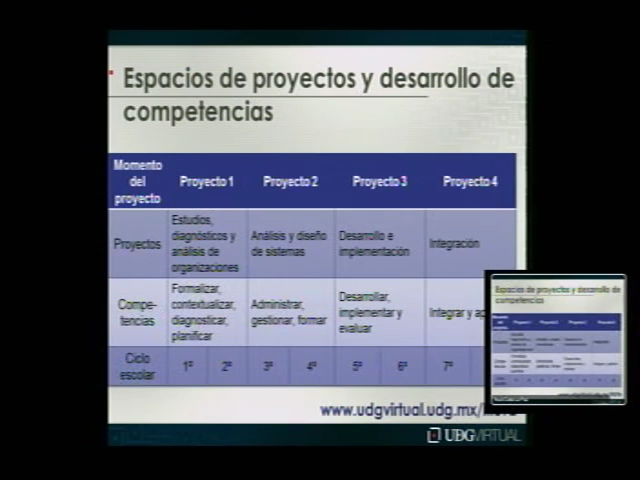 Espacios de proyectos y desarrollo de
competencias
Momento
del
proyecto
Proyecto 1
Proyecto 2
Proyecto 3
Proyecto 4
Proyectos
Estudios,
diagnósticos y
análisis de
organizaciones
Análisis y diseño
de sistemas
Desarrollo e
implementación
Integración
Compe-
tencias
Formalizar,
contextualizar,
diagnosticar,
planificar
Administrar,
gestionar, formar
Desarrollar,
implementar y
evaluar
Integrar y
Ciclo
escolar
1º 2º 3º 4º 5º 6º 7º
www.udgvirtual.udg.mx/
UDGVIRTUAL
Espacios de proyectos y desarrollo de
competencias